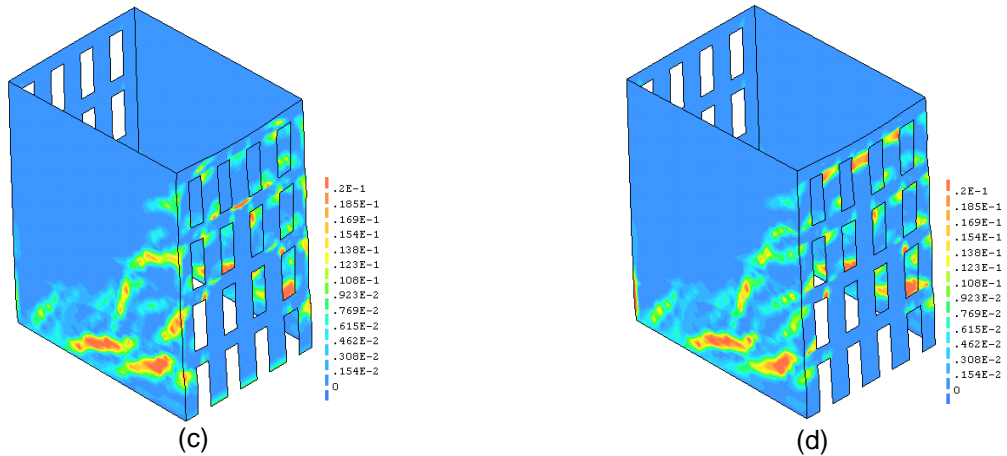 .2E-1
.185E-1
.169E-1
.154E-1
.138E-1
.123E-1
.108E-1
.923E-2
.769E-2
.615E-2
.462E-2
.308E-2
.154E-2
0
(c)
.2E-1
.185E-1
.169E-1
.154E-1
.138E-1
.123E-1
.108E-1
.923E-2
.769E-2
.615E-2
.462E-2
.308E-2
.154E-2
0
(d)